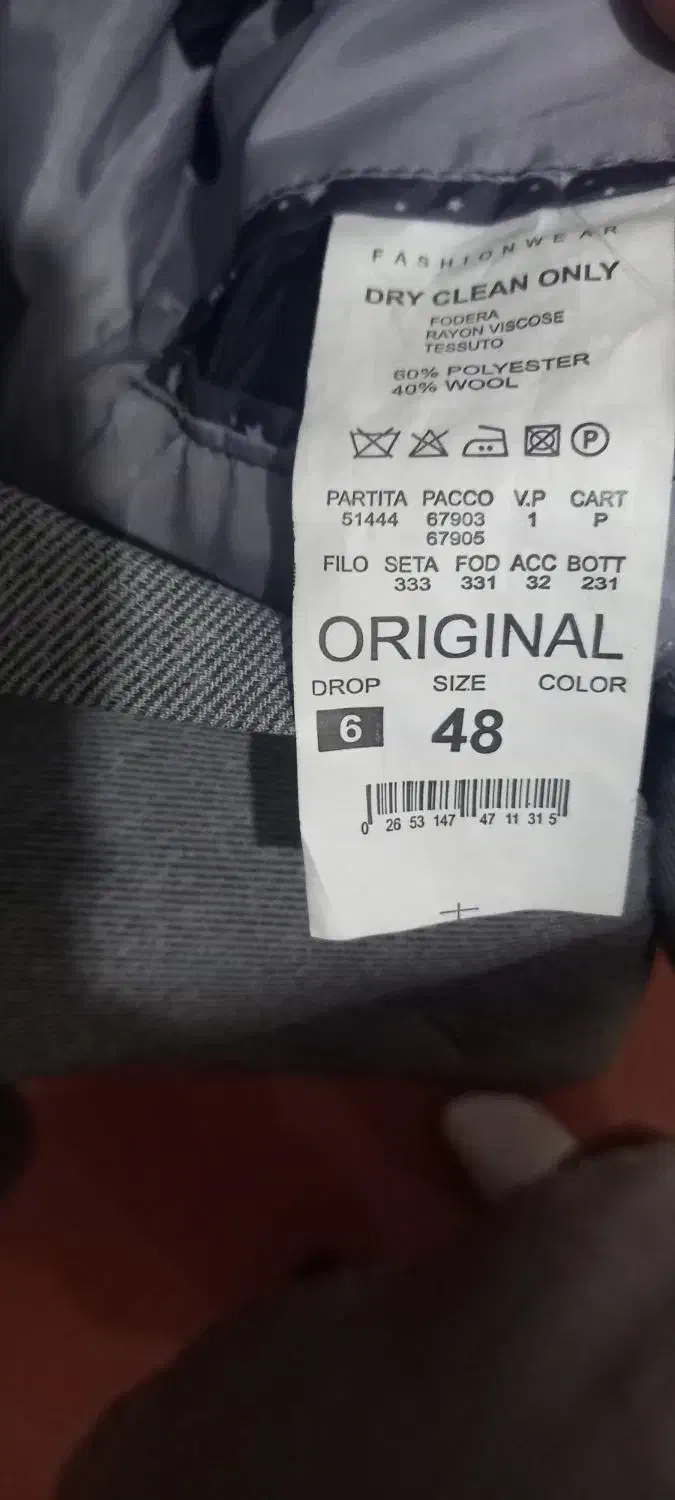 FASHIONWEAR
DRY CLEAN ONLY
FODERA
RAYON VISCOSE
TESSUTO
60% POLYESTER
40% WOOL
P
PARTITA PACCO V.P CART
51444 67903 1 P
67905
FILO SETA FOD ACC BOTT
333 331 32 231
ORIGINAL
DROP SIZE COLOR
6 48
0 26 53 147 47 11 31 5